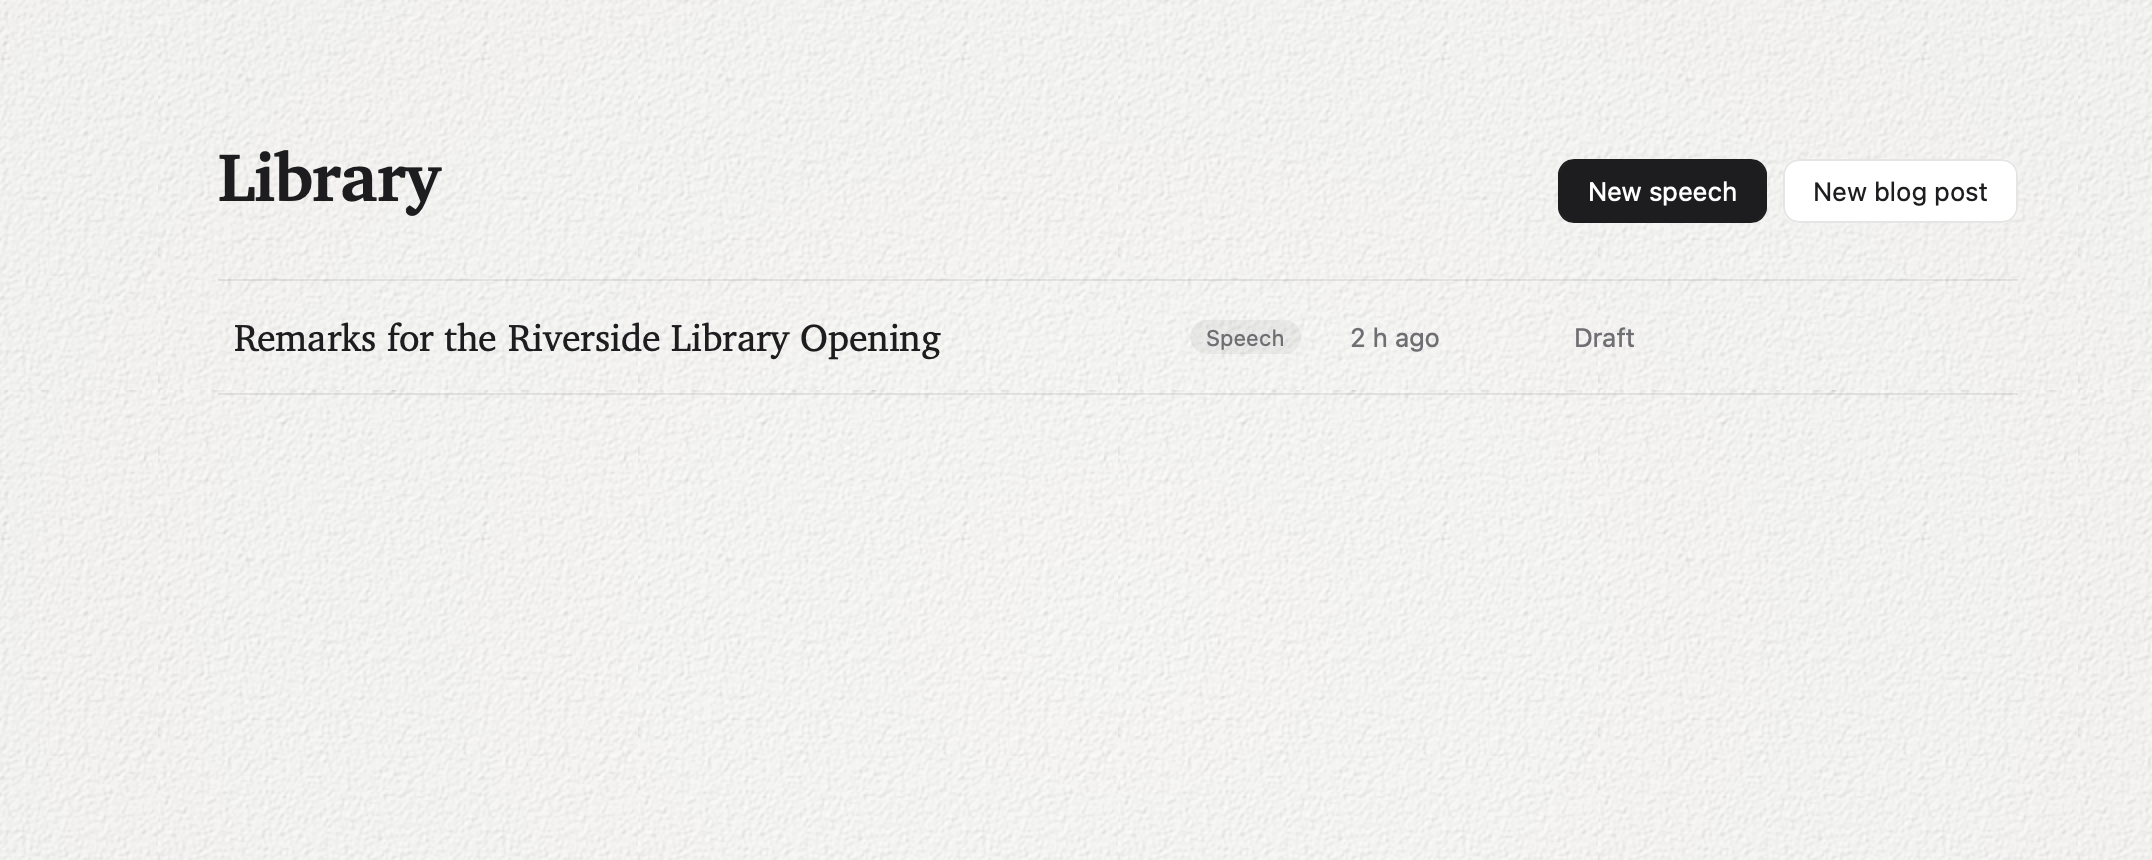 Library
New speech
New blog post
Remarks for the Riverside Library Opening
Speech
2 h ago
Draft